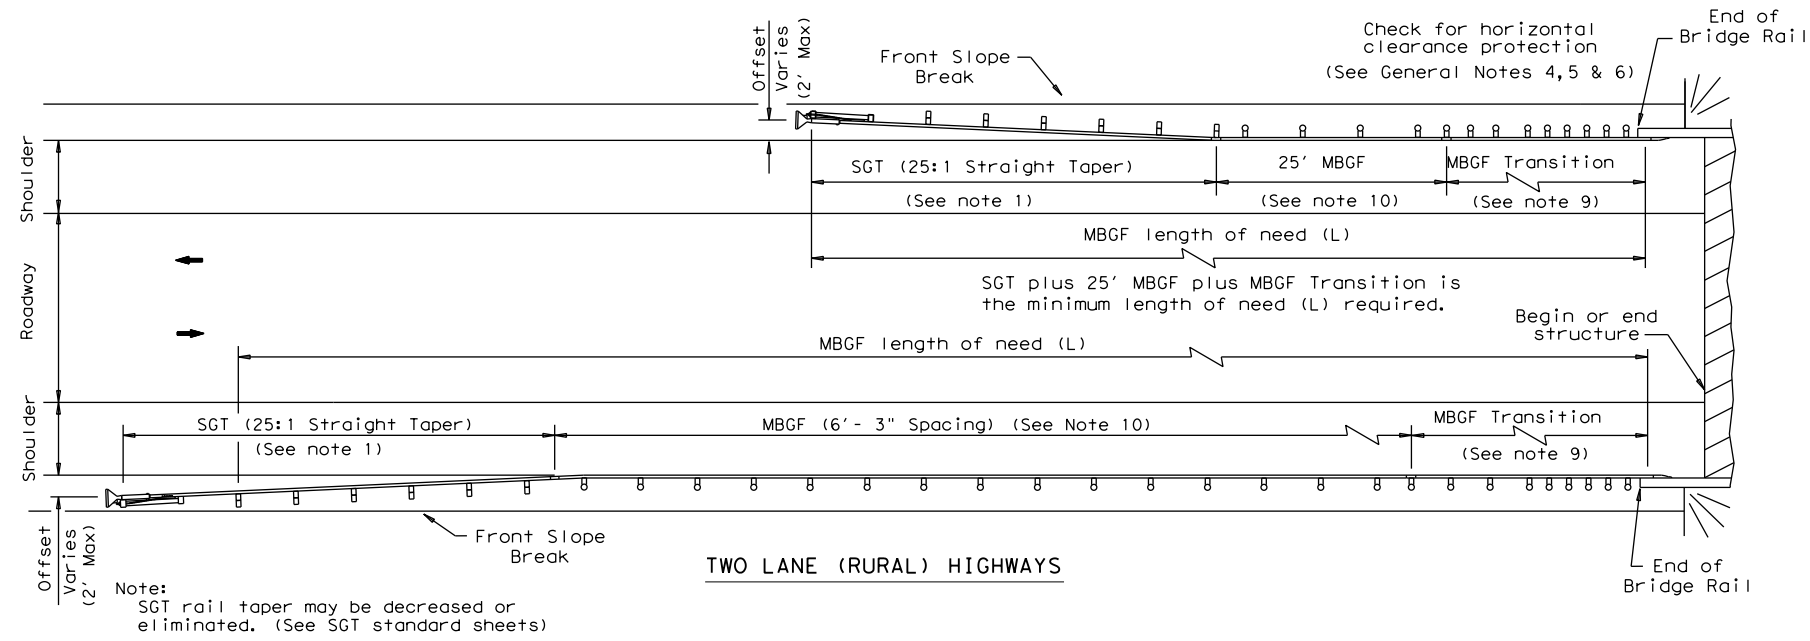 Offset
Varies
(2' Max)
Front Slope
Break
Check for horizontal
clearance protection
(See General Notes 4,5 & 6)
End of
Bridge Rail
Shoulder
SGT (25:1 Straight Taper)
(See note 1)
25' MBGF
(See note 10)
MBGF Transition
(See note 9)
MBGF length of need (L)
SGT plus 25' MBGF plus MBGF Transition is
the minimum length of need (L) required.
Roadway
Begin or end
structure
MBGF length of need (L)
Shoulder
SGT (25:1 Straight Taper)
(See note 1)
MBGF (6'- 3" Spacing) (See Note 10)
MBGF Transition
(See note 9)
Offset
Varies
(2' Max)
Front Slope
Break
End of
Bridge Rail
TWO LANE (RURAL) HIGHWAYS
Note:
SGT rail taper may be decreased or
eliminated. (See SGT standard sheets)